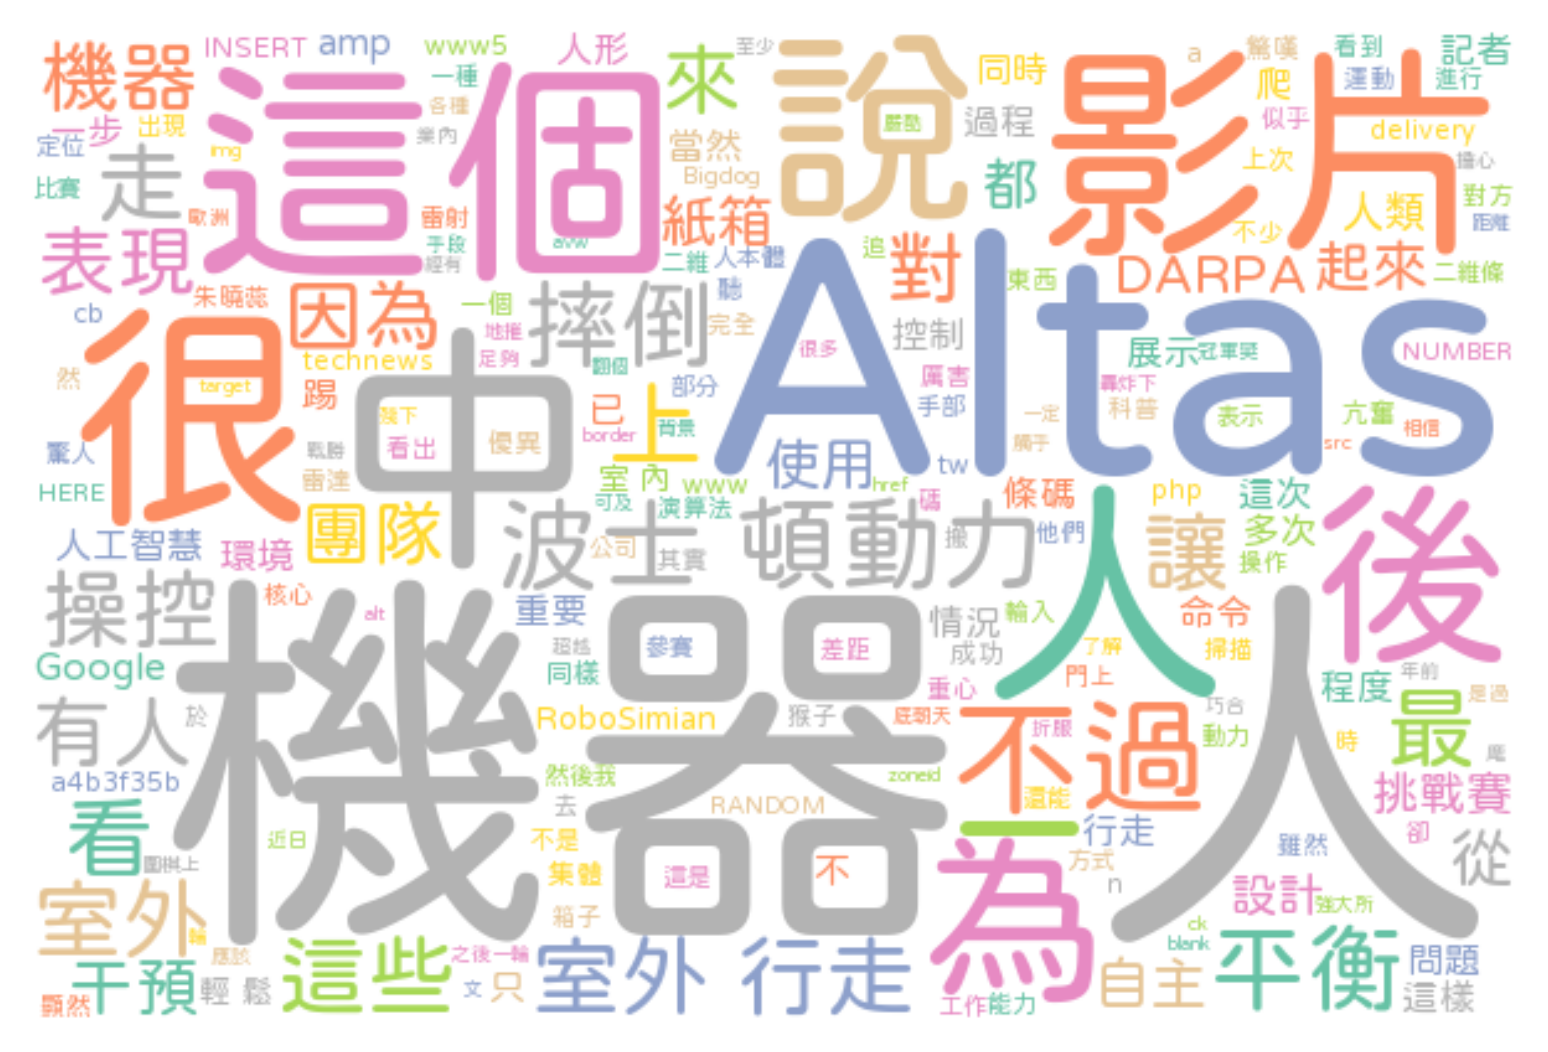 機器
INSERT
amp
www5
人形
至少
來
說
同時
a
驚嘆
看到
記者
一種
各種
業內
爬
運動
進行
一步
出現
這個
影片
嚴酷
過程
似乎
delivery
定位
img
走
當然
Bigdog
都
上次
擔心
比賽
歐洲
雷射
紙箱
人類
對方
不少
距離
表現
手段
經有
avw
二維
人本體
追
對
東西
DARPA
起來
二維條
朱曉蕊
因為
一個
摔倒
聽
cb
地摧
完全
控制
展示
冠軍獎
NUMBER
technews
足夠
很多
Altas
然
很
target
踢
翻個
部分
厲害
轟炸下
中
已
上
手部
一定
科普
表示
亢奮
相信
看出
優異
border
背景
src
驚人
戰勝
使用
tw
HERE
雷達
室 內
www
href
條碼
php
這次
可及
演算法
碼
團隊
波士 頓動力
搬
他們
人
讓
多次
後
人工智慧
環境
公司
其實
操作
操控
核心
alt
重要
情況
輸入
命令
機器人
參賽
差距
超越
成功
了解
掃描
Google
同樣
重心
門上
程度
年前
有人
於
RoboSimian
猴子
底朝天
不過
折服
巧合
動力
最
是過
時
a4b3f35b
然後我
zoneid
還能
挑戰賽
去
RANDOM
看
近日
圍棋上
不是
一
行走
雖然
卻
從
集體
這是
不
為
方式
n
室外
輪
箱子
設計
強大所
ck
應該
這些
之後一輪
室外 行走
blank
平衡
問題
干預
輕 鬆
文
只
自主
這樣
顯然
工作能力